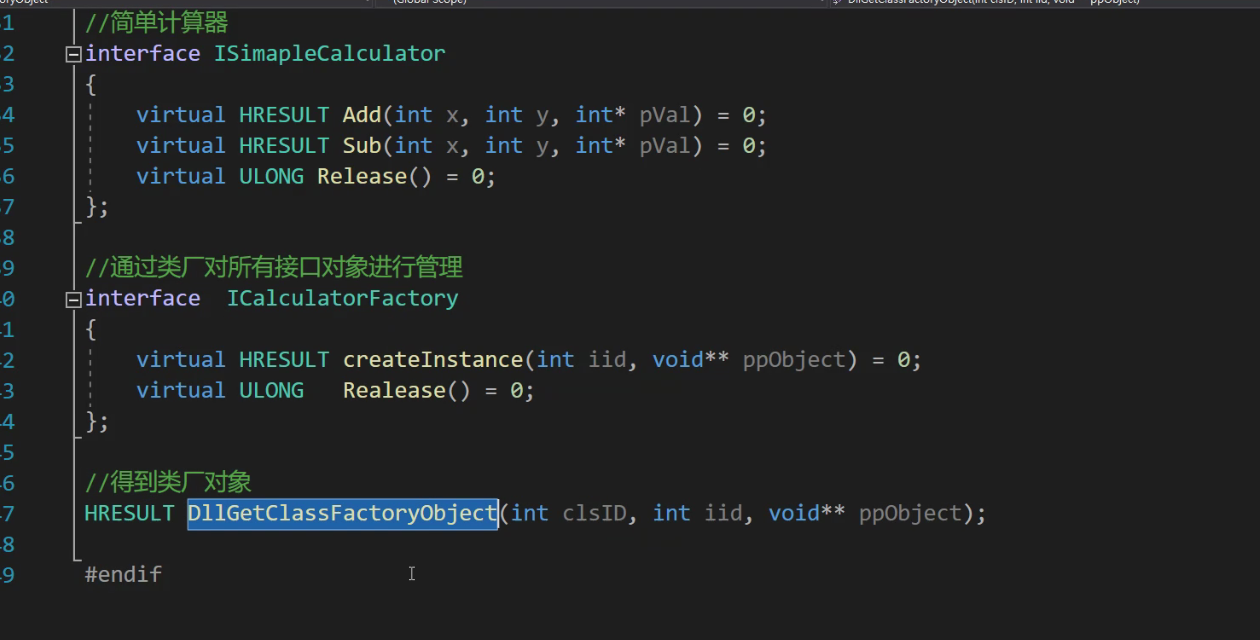 (Global Scope)
DllGetClassFactoryObject(int clsID, int iid, void** ppObject)
1 //简单计算器
2 interface ISimapleCalculator
3 {
4 virtual HRESULT Add(int x, int y, int* pVal) = 0;
5 virtual HRESULT Sub(int x, int y, int* pVal) = 0;
6 virtual ULONG Release() = 0;
7 };
8
9 //通过类厂对所有接口对象进行管理
0 interface ICalculatorFactory
1 {
2 virtual HRESULT createInstance(int iid, void** ppObject) = 0;
3 virtual ULONG Realease() = 0;
4 };
5
6 //得到类厂对象
7 HRESULT DllGetClassFactoryObject(int clsID, int iid, void** ppObject);
8
9 #endif